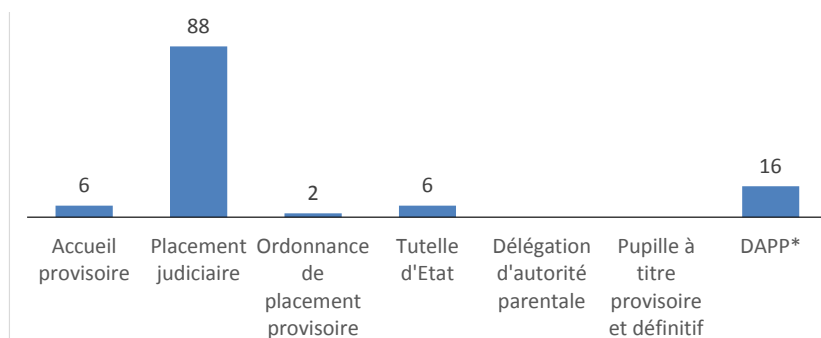 88
6
2
6
16
Accueil
provisoire
Placement
judiciaire
Ordonnance
de
placement
provisoire
Tutelle
d'Etat
Délégation
d'autorité
parentale
Pupille à
titre
provisoire
et définitif
DAPP*